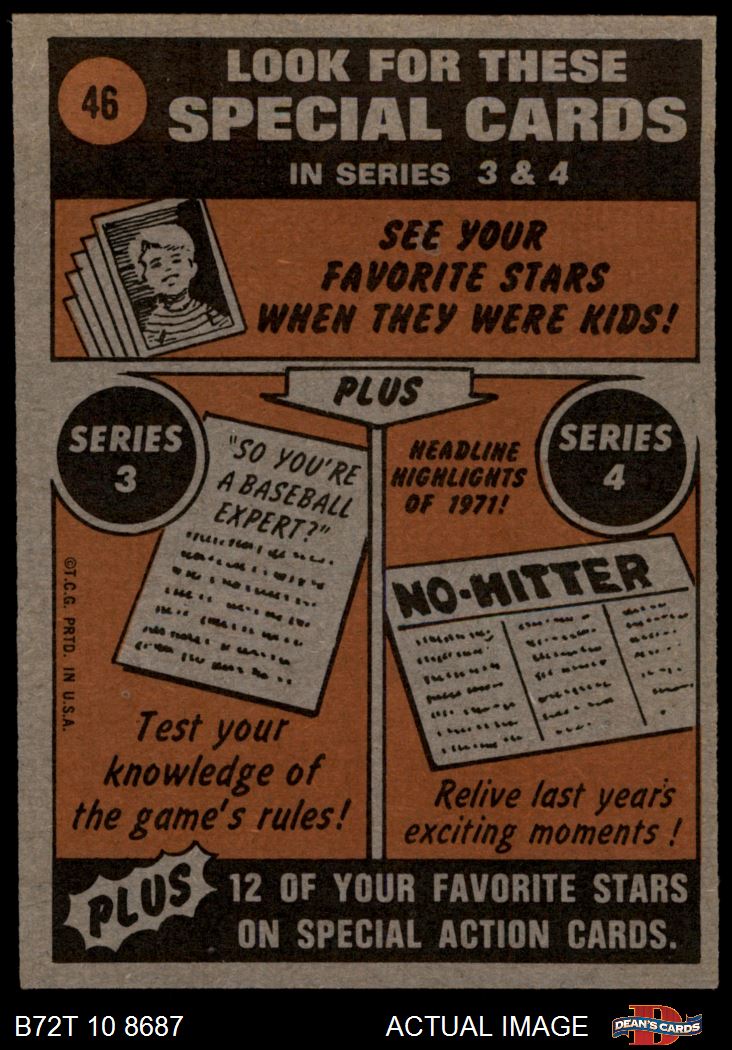 46
LOOK FOR THESE
SPECIAL CARDS
IN SERIES 3 & 4
SEE YOUR
FAVORITE STARS
WHEN THEY WERE KIDS!
PLUS
SERIES
3
"SO YOU'RE
A BASEBALL
EXPERT?"
Test your
knowledge of
the game's rules!
©T.C.G. PRTD. IN U.S.A.
HEADLINE
HIGHLIGHTS
OF 1971!
SERIES
4
NO-HITTER
Relive last year's
exciting moments!
PLUS
12 OF YOUR FAVORITE STARS
ON SPECIAL ACTION CARDS.
B72T 10 8687
ACTUAL IMAGE
D
DEAN'S CARDS